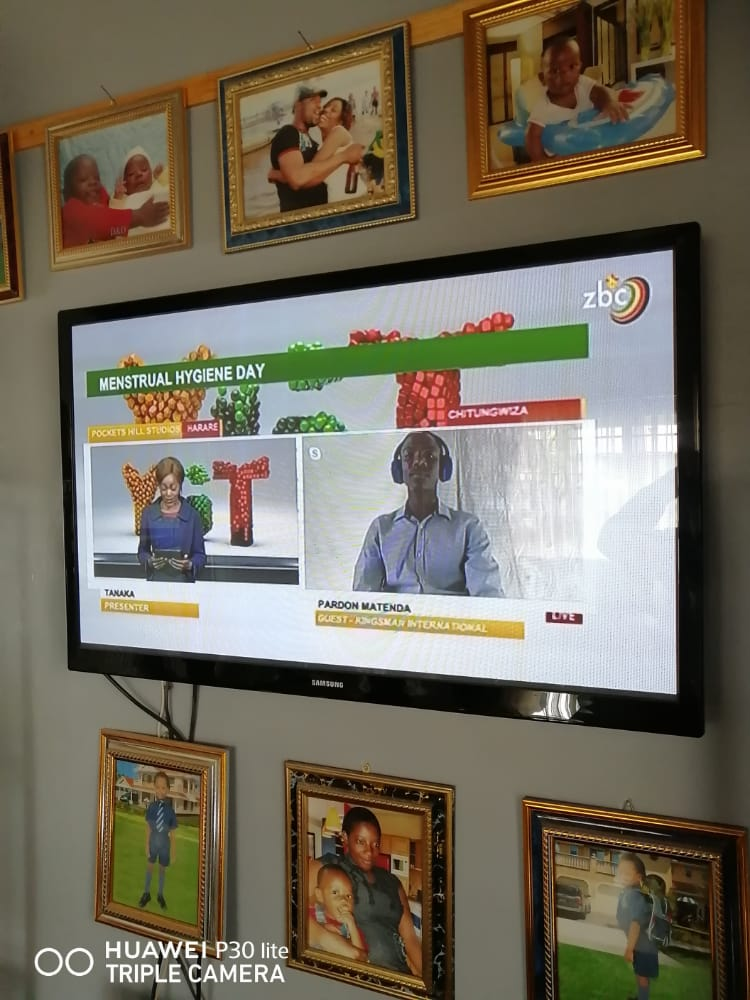 zbc
MENSTRUAL HYGIENE DAY
CHITUNGWIZA
POCKETS HILL STUDIOS HARARE
S
TANAKA
PRESENTER
PARDON MATENDA
GUEST - KINGSMAN INTERNATIONAL
LIVE
SAMSUNG
HUAWEI P30 lite
TRIPLE CAMERA